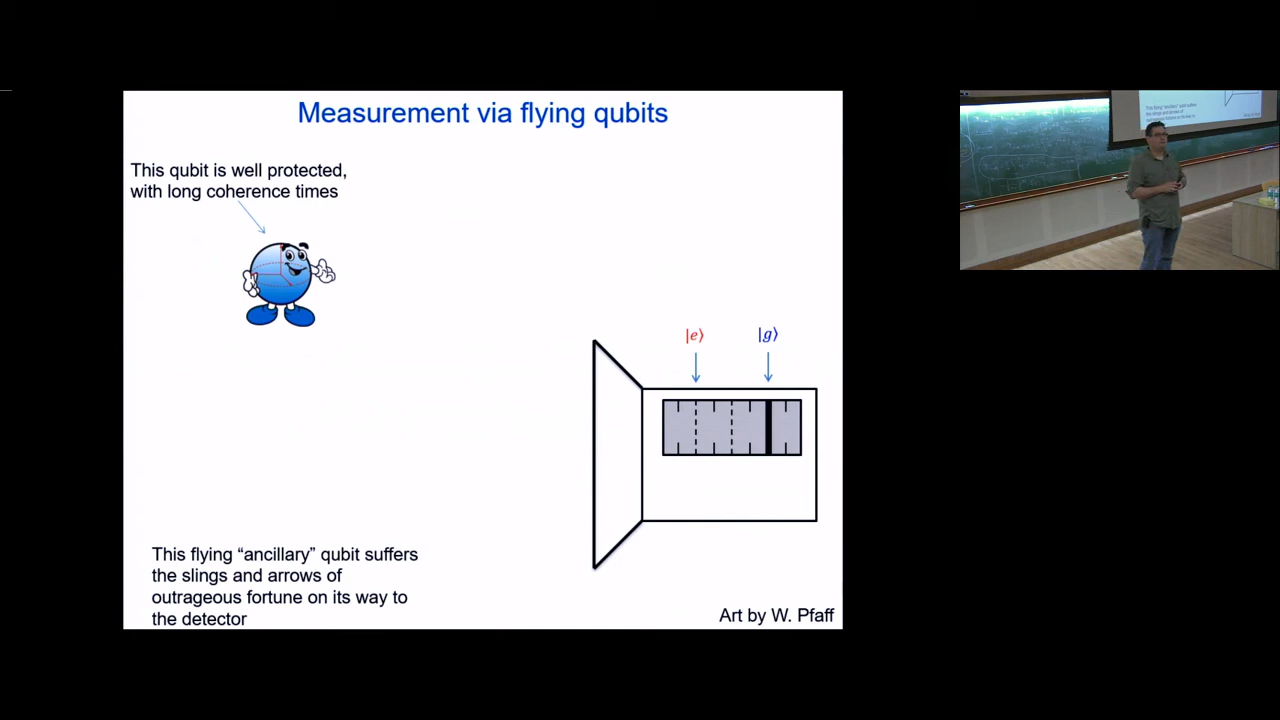 Measurement via flying qubits
This qubit is well protected,
with long coherence times
|e⟩
|g⟩
This flying “ancillary” qubit suffers
the slings and arrows of
outrageous fortune on its way to
the detector
Art by W. Pfaff